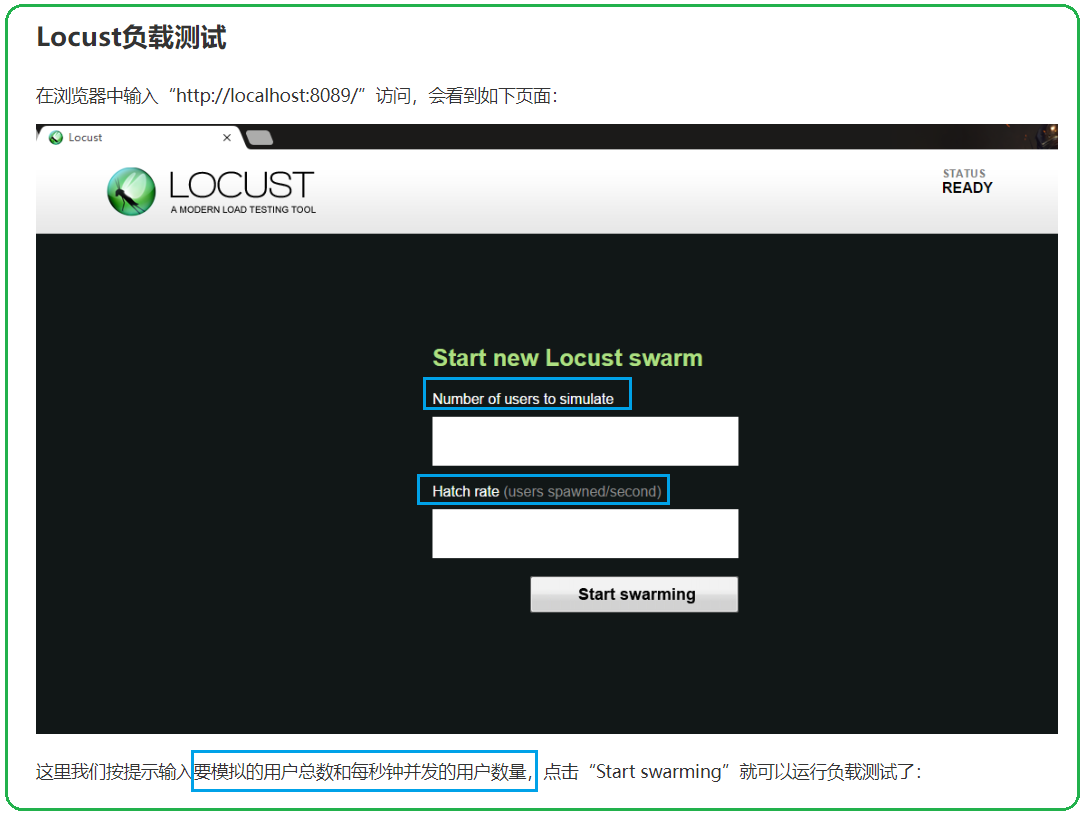 Locust负载测试
在浏览器中输入“http://localhost:8089/”访问，会看到如下页面：
Locust
LOCUST
A MODERN LOAD TESTING TOOL
STATUS
READY
Start new Locust swarm
Number of users to simulate
Hatch rate (users spawned/second)
Start swarming
这里我们按提示输入要模拟的用户总数和每秒钟并发的用户数量，点击“Start swarming”就可以运行负载测试了：